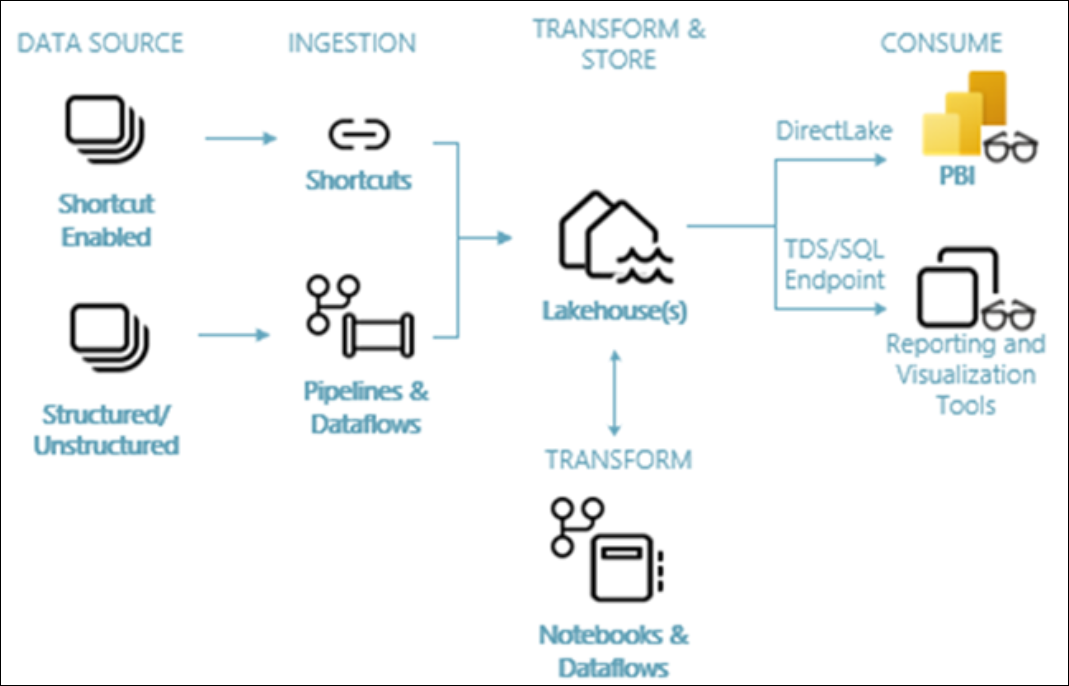 DATA SOURCE
INGESTION
TRANSFORM &
STORE
CONSUME
Shortcut
Enabled
Shortcuts
DirectLake
PBI
Structured/
Unstructured
Pipelines &
Dataflows
Lakehouse(s)
TDS/SQL
Endpoint
Reporting and
Visualization
Tools
TRANSFORM
Notebooks &
Dataflows